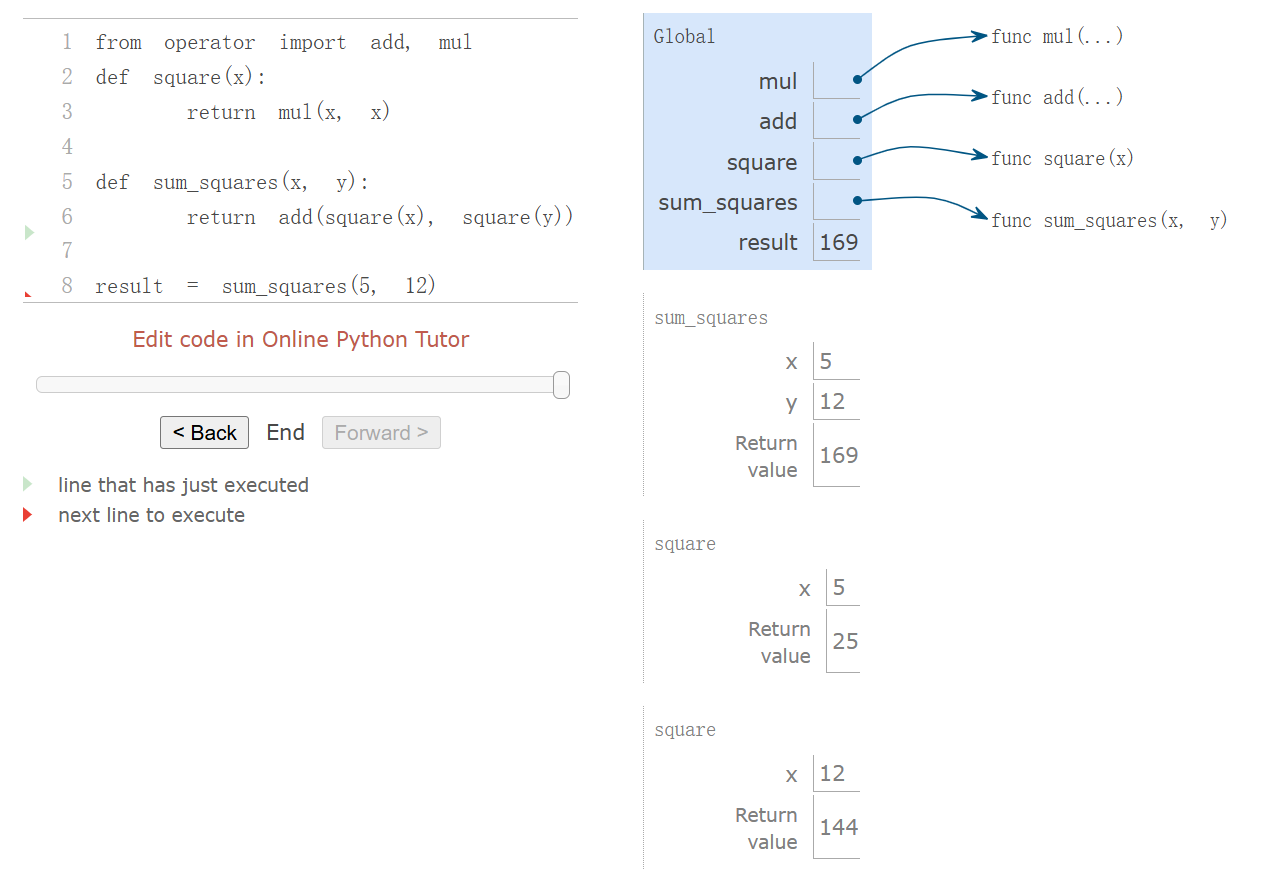 1 from operator import add, mul
2 def square(x):
3     return mul(x, x)
4
5 def sum_squares(x, y):
6     return add(square(x), square(y))
7
8 result = sum_squares(5, 12)
Edit code in Online Python Tutor
< Back End Forward >
line that has just executed
next line to execute
Global
mul
add
square
sum_squares
result 169
func mul(...)
func add(...)
func square(x)
func sum_squares(x, y)
sum_squares
x 5
y 12
Return
value 169
square
x 5
Return
value 25
square
x 12
Return
value 144